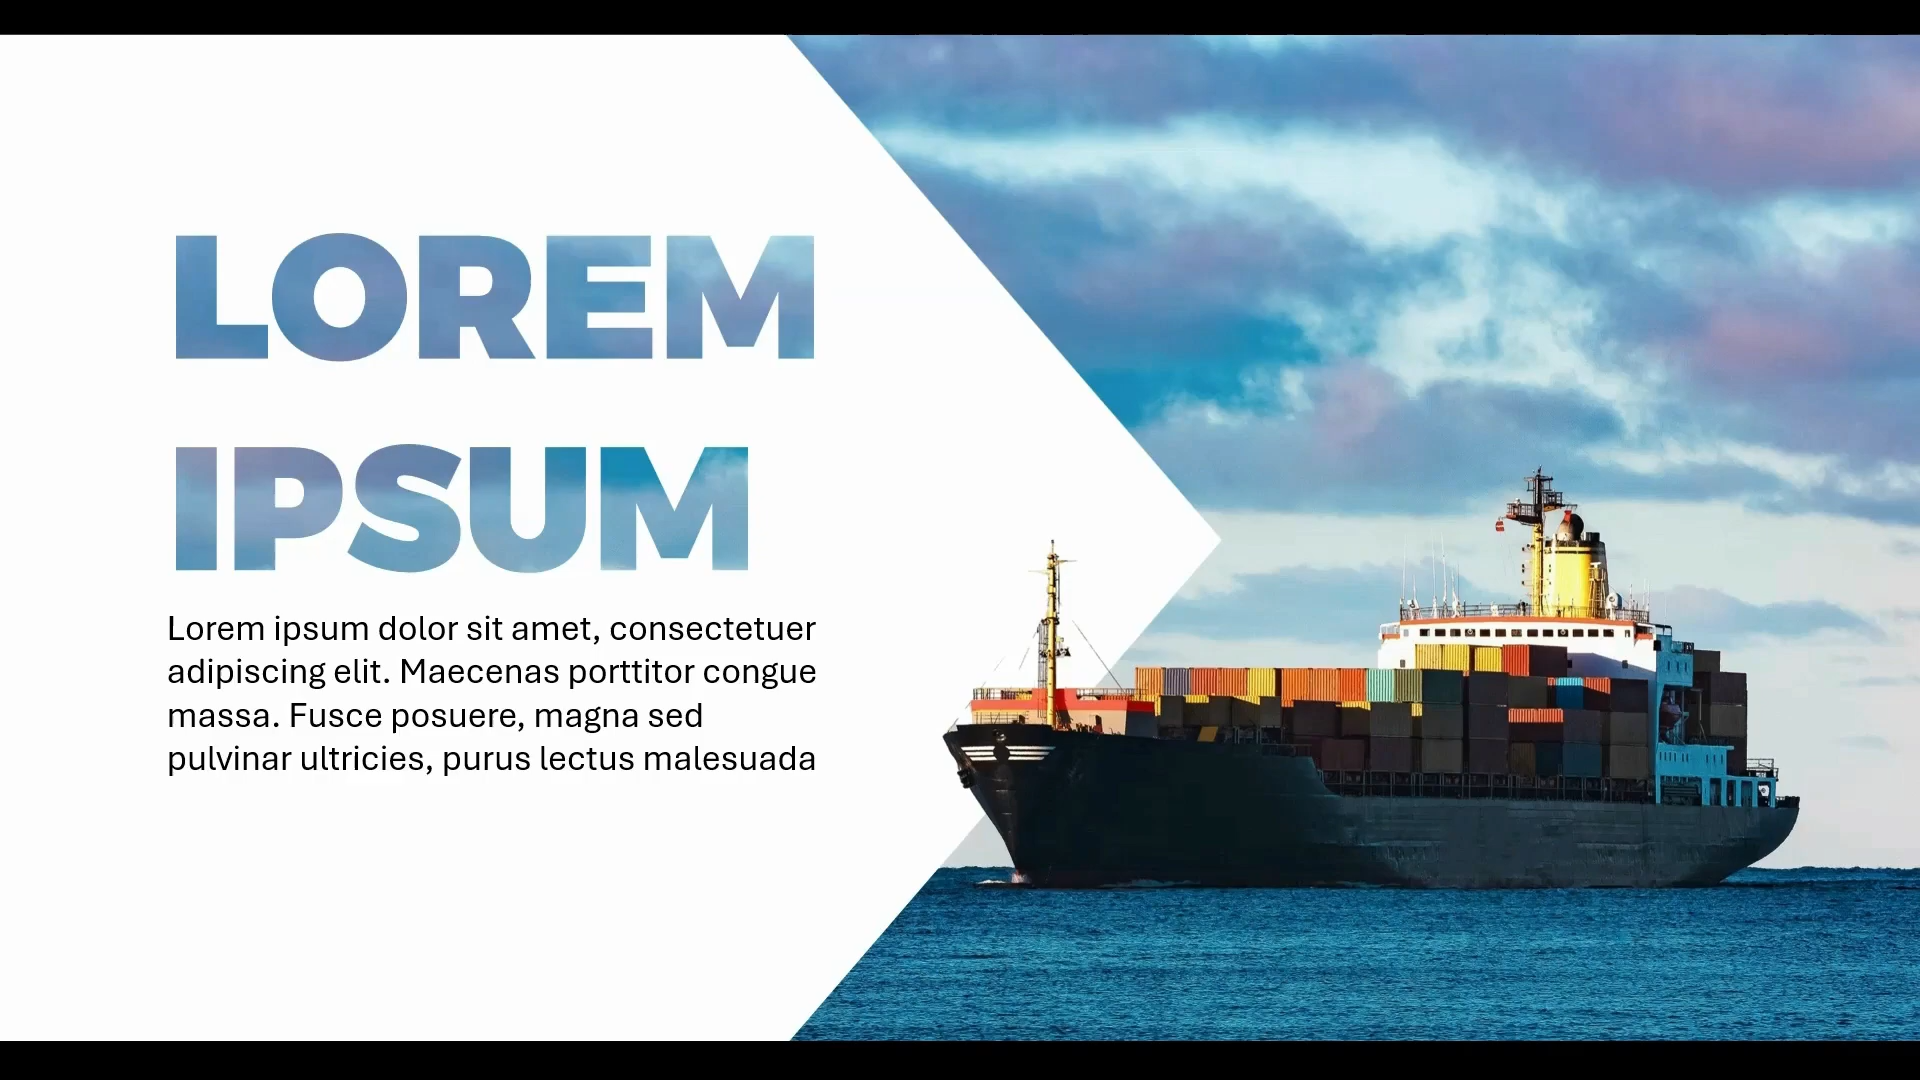 LOREM
IPSUM
Lorem ipsum dolor sit amet, consectetuer
adipiscing elit. Maecenas porttitor congue
massa. Fusce posuere, magna sed
pulvinar ultricies, purus lectus malesuada